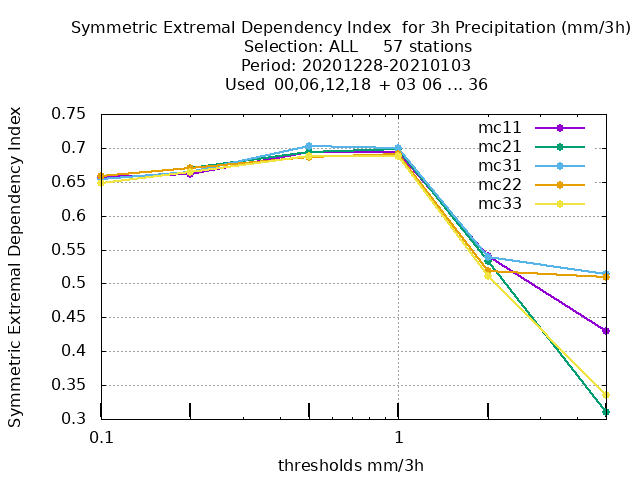 Symmetric Extremal Dependency Index  for 3h Precipitation (mm/3h)
Selection: ALL     57 stations
Period: 20201228-20210103
Used  00,06,12,18  + 03 06 ... 36
Symmetric Extremal Dependency Index
0.75
0.7
0.65
0.6
0.55
0.5
0.45
0.4
0.35
0.3
mc11
mc21
mc31
mc22
mc33
0.1
1
thresholds mm/3h